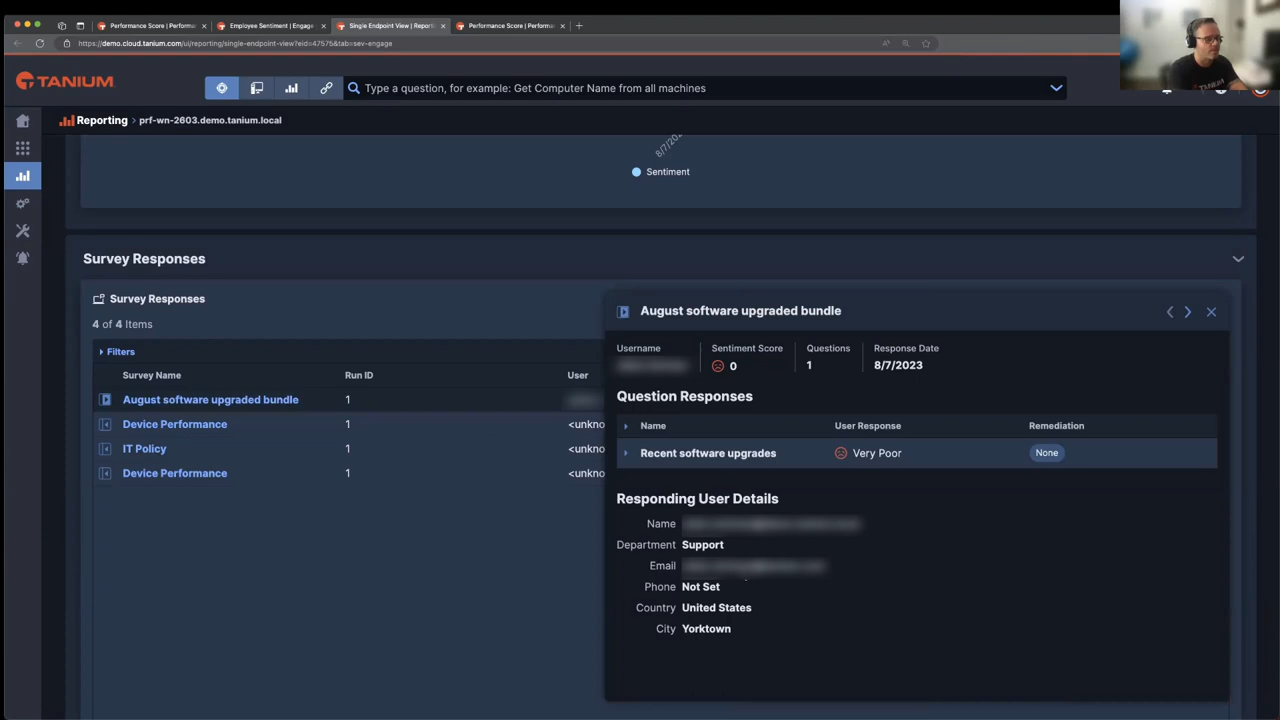 Performance Score | Performa
Employee Sentiment | Engage
Single Endpoint View | Report
Performance Score | Performa
https://demo.cloud.tanium.com/ui/reporting/single-endpoint-view?eid=47575&tab=sev-engage
TANIUM
Type a question, for example: Get Computer Name from all machines
Reporting > prf-wn-2603.demo.tanium.local
Sentiment
Survey Responses
Survey Responses
4 of 4 Items
Filters
Survey Name Run ID User
August software upgraded bundle 1
Device Performance 1 <unkno
IT Policy 1 <unkno
Device Performance 1 <unkno
August software upgraded bundle
Username Sentiment Score Questions Response Date
0 1 8/7/2023
Question Responses
Name User Response Remediation
Recent software upgrades Very Poor None
Responding User Details
Name
Department Support
Email
Phone Not Set
Country United States
City Yorktown